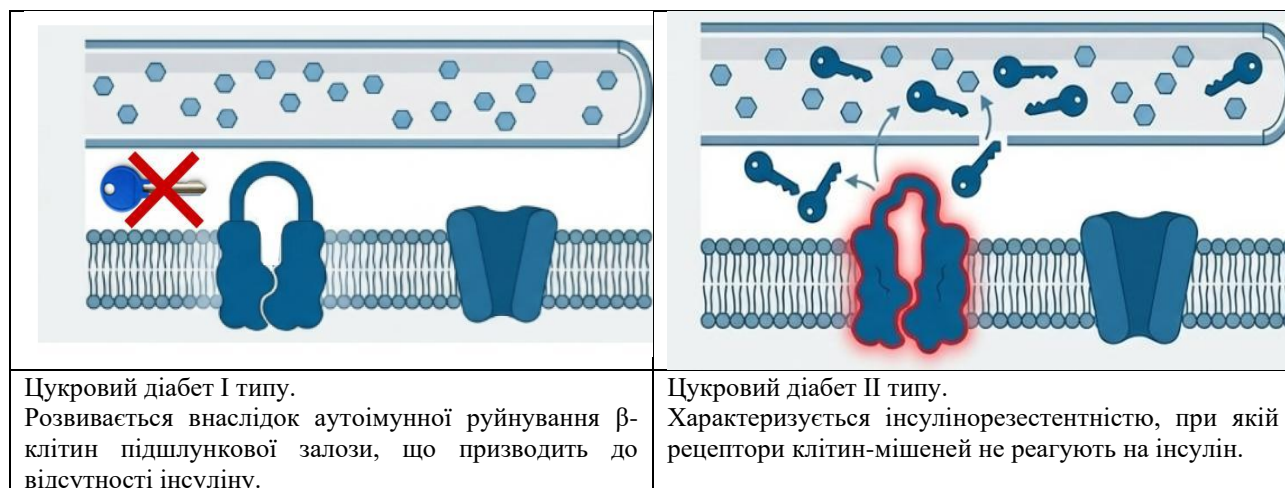 Цукровий діабет I типу.
Розвивається внаслідок аутоімунної руйнування β-
клітин підшлункової залози, що призводить до
відсутності інсуліну.
Цукровий діабет II типу.
Характеризується інсулінорезестентністю, при якій
рецептори клітин-мішеней не реагують на інсулін.